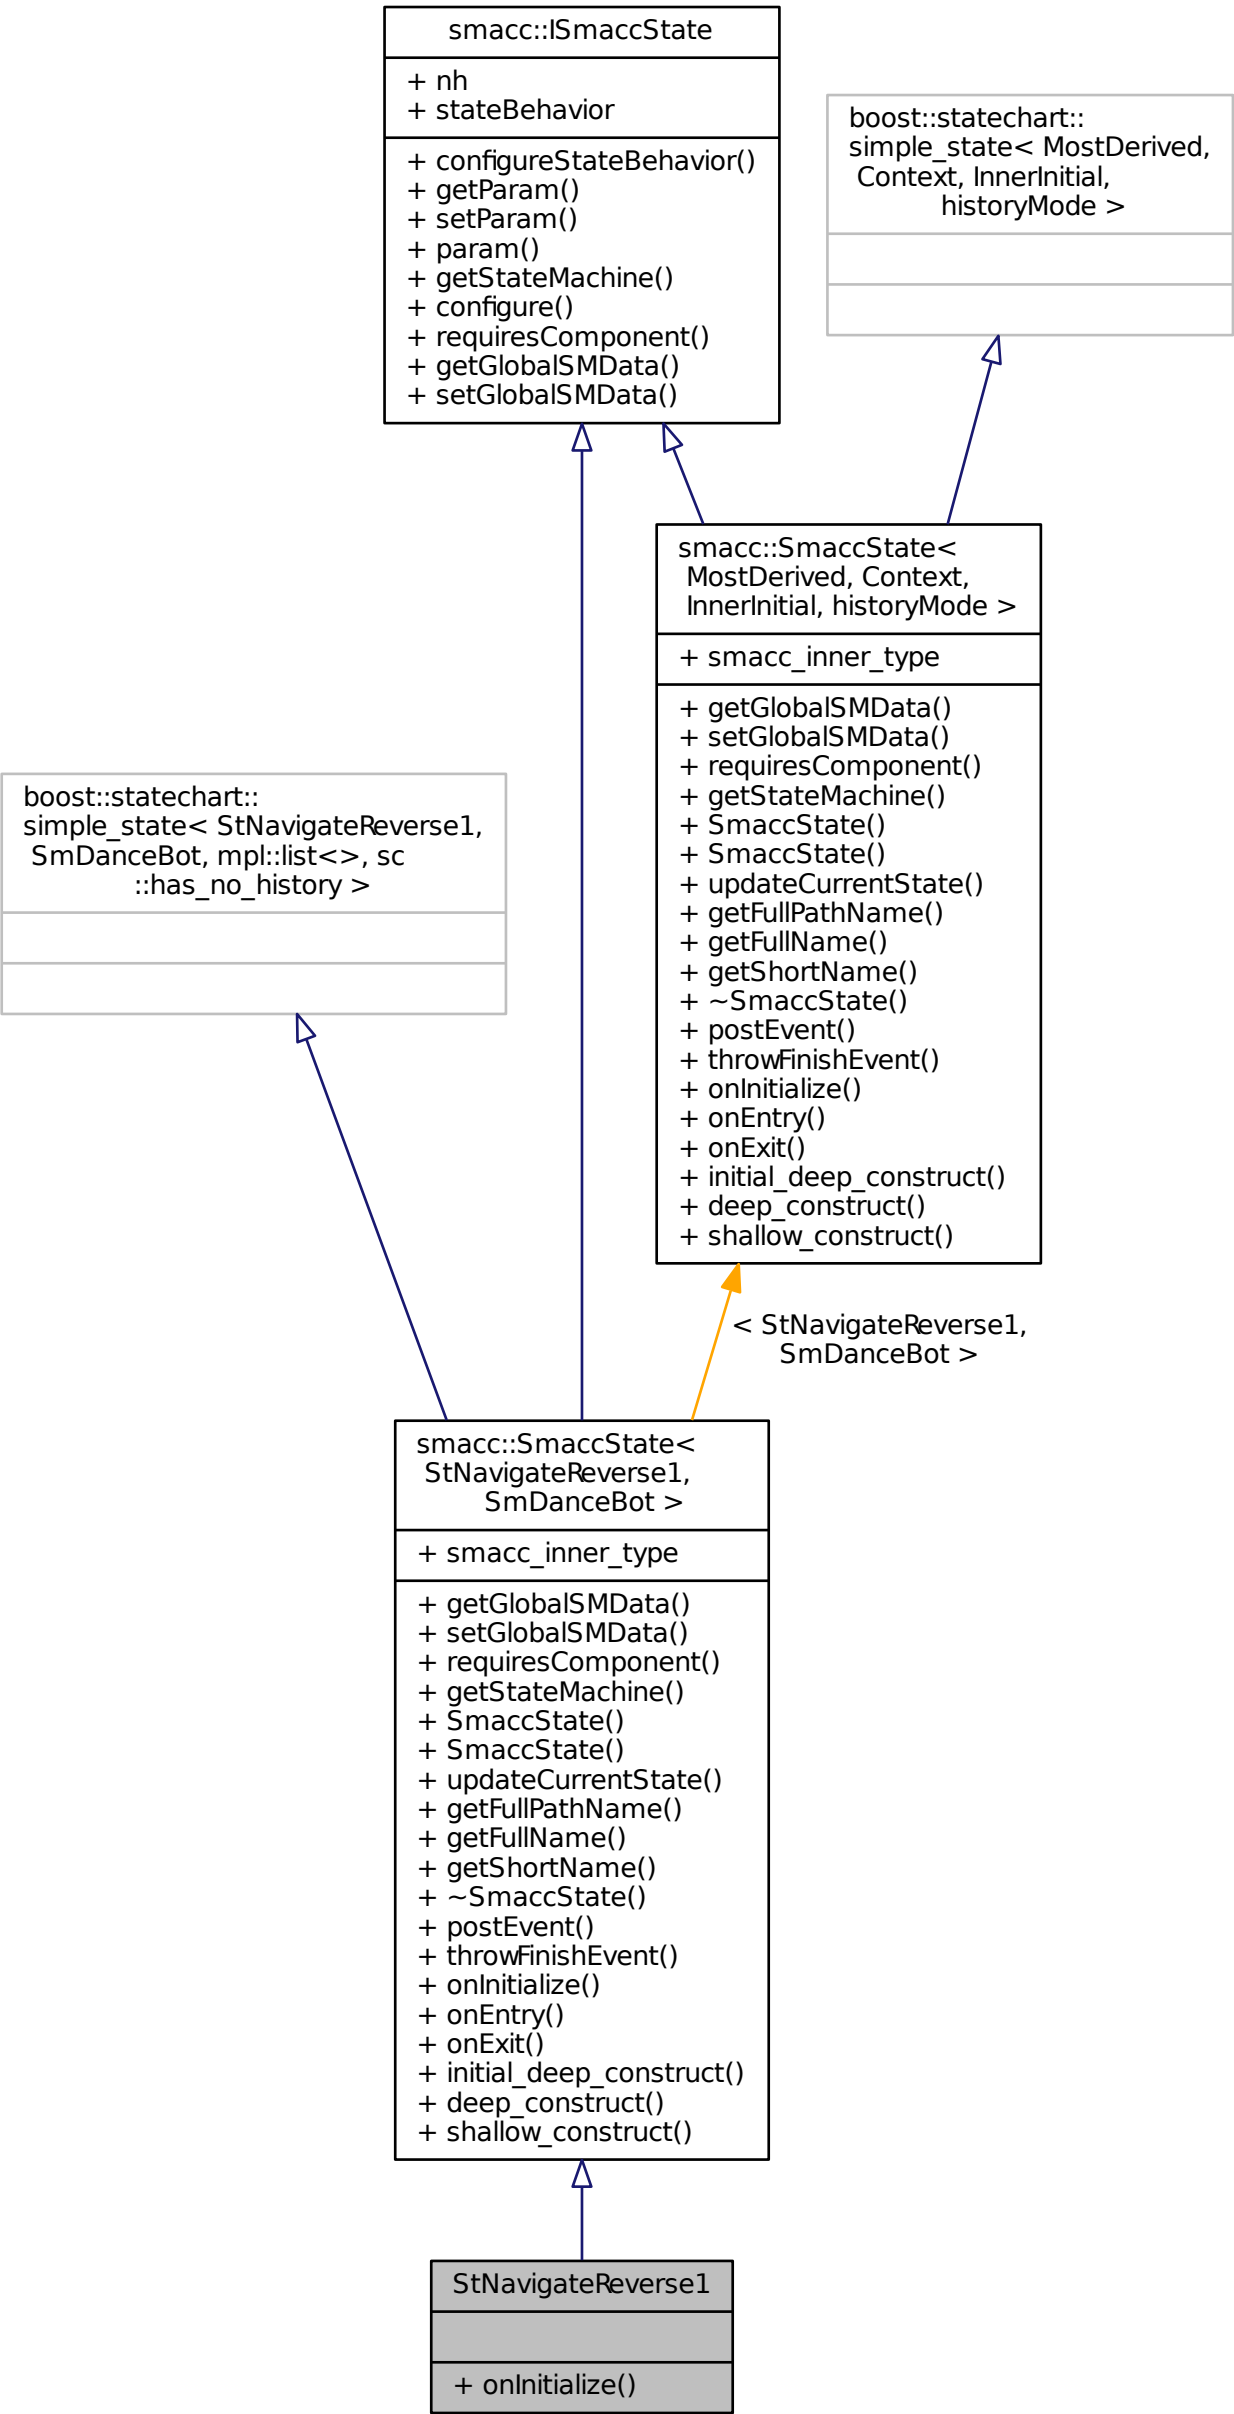 smacc::ISmaccState
+ nh
+ stateBehavior
+ configureStateBehavior()
+ getParam()
+ setParam()
+ param()
+ getStateMachine()
+ configure()
+ requiresComponent()
+ getGlobalSMData()
+ setGlobalSMData()
boost::statechart::
simple_state< MostDerived,
Context, InnerInitial,
historyMode >
smacc::SmaccState<
MostDerived, Context,
InnerInitial, historyMode >
+ smacc_inner_type
+ getGlobalSMData()
+ setGlobalSMData()
+ requiresComponent()
+ getStateMachine()
+ SmaccState()
+ SmaccState()
+ updateCurrentState()
+ getFullPathName()
+ getFullName()
+ getShortName()
+ ~SmaccState()
+ postEvent()
+ throwFinishEvent()
+ onInitialize()
+ onEntry()
+ onExit()
+ initial_deep_construct()
+ deep_construct()
+ shallow_construct()
boost::statechart::
simple_state< StNavigateReverse1,
SmDanceBot, mpl::list<>, sc
::has_no_history >
< StNavigateReverse1,
SmDanceBot >
smacc::SmaccState<
StNavigateReverse1,
SmDanceBot >
+ smacc_inner_type
+ getGlobalSMData()
+ setGlobalSMData()
+ requiresComponent()
+ getStateMachine()
+ SmaccState()
+ SmaccState()
+ updateCurrentState()
+ getFullPathName()
+ getFullName()
+ getShortName()
+ ~SmaccState()
+ postEvent()
+ throwFinishEvent()
+ onInitialize()
+ onEntry()
+ onExit()
+ initial_deep_construct()
+ deep_construct()
+ shallow_construct()
StNavigateReverse1
+ onInitialize()